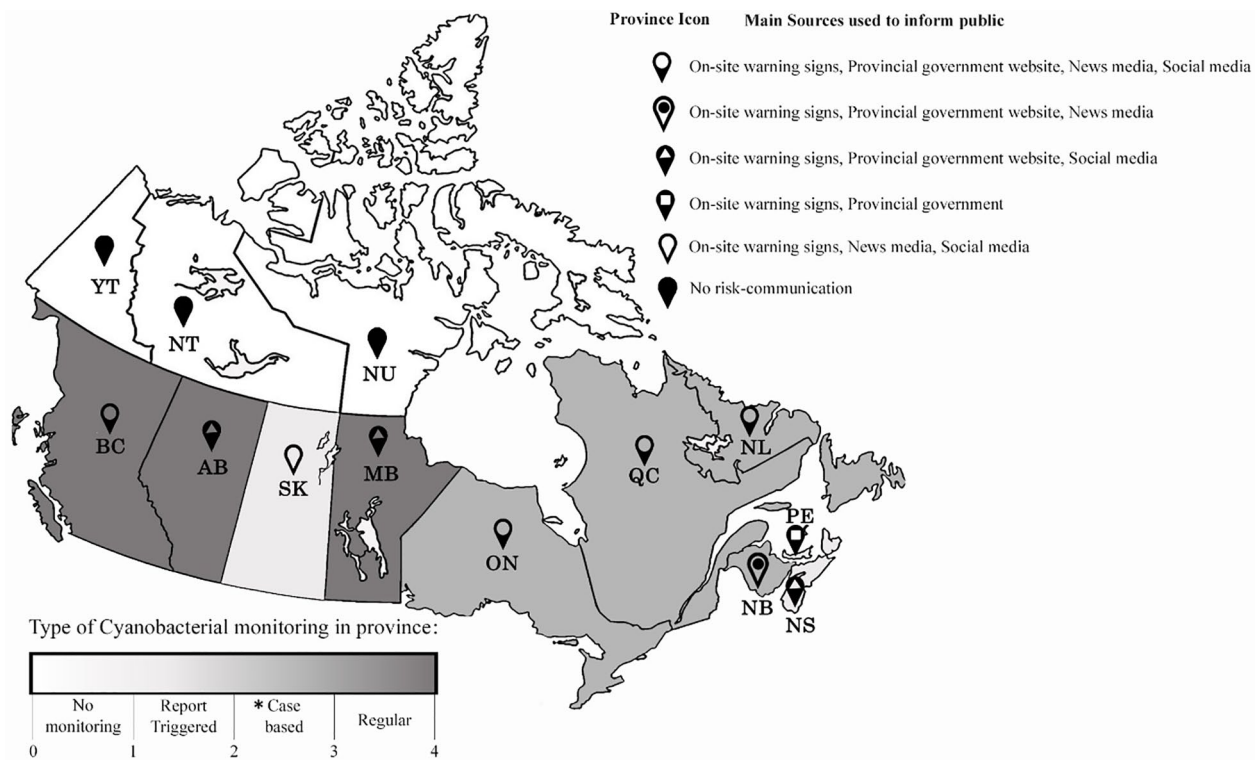 Province Icon Main Sources used to inform public
On-site warning signs, Provincial government website, News media, Social media
On-site warning signs, Provincial government website, News media
On-site warning signs, Provincial government website, Social media
On-site warning signs, Provincial government
On-site warning signs, News media, Social media
No risk-communication
YT
NT
NU
BC
AB
SK
MB
ON
QC
NL
PE
NB
NS
Type of Cyanobacterial monitoring in province:
No monitoring
Report Triggered
* Case based
Regular
0 1 2 3 4